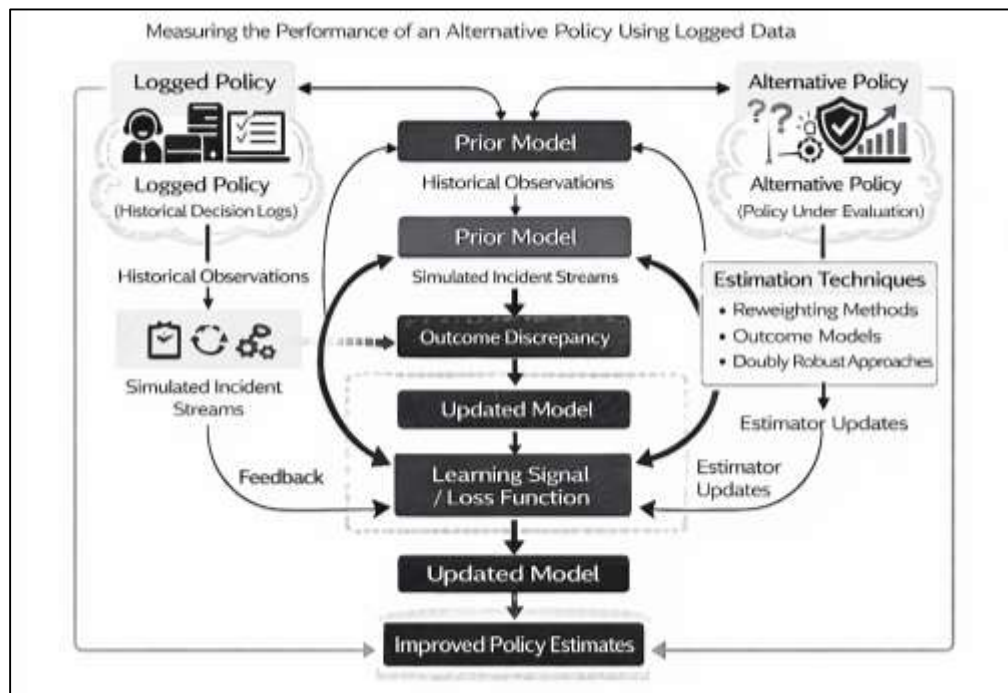 Measuring the Performance of an Alternative Policy Using Logged Data
Logged Policy
Logged Policy
(Historical Decision Logs)
Historical Observations
Simulated Incident
Streams
Feedback
Prior Model
Historical Observations
Prior Model
Simulated Incident Streams
Outcome Discrepancy
Updated Model
Learning Signal
/ Loss Function
Updated Model
Improved Policy Estimates
Alternative Policy
? ?
Alternative Policy
(Policy Under Evaluation)
Estimation Techniques
• Reweighting Methods
• Outcome Models
• Doubly Robust Approaches
Estimator Updates
Estimator
Updates